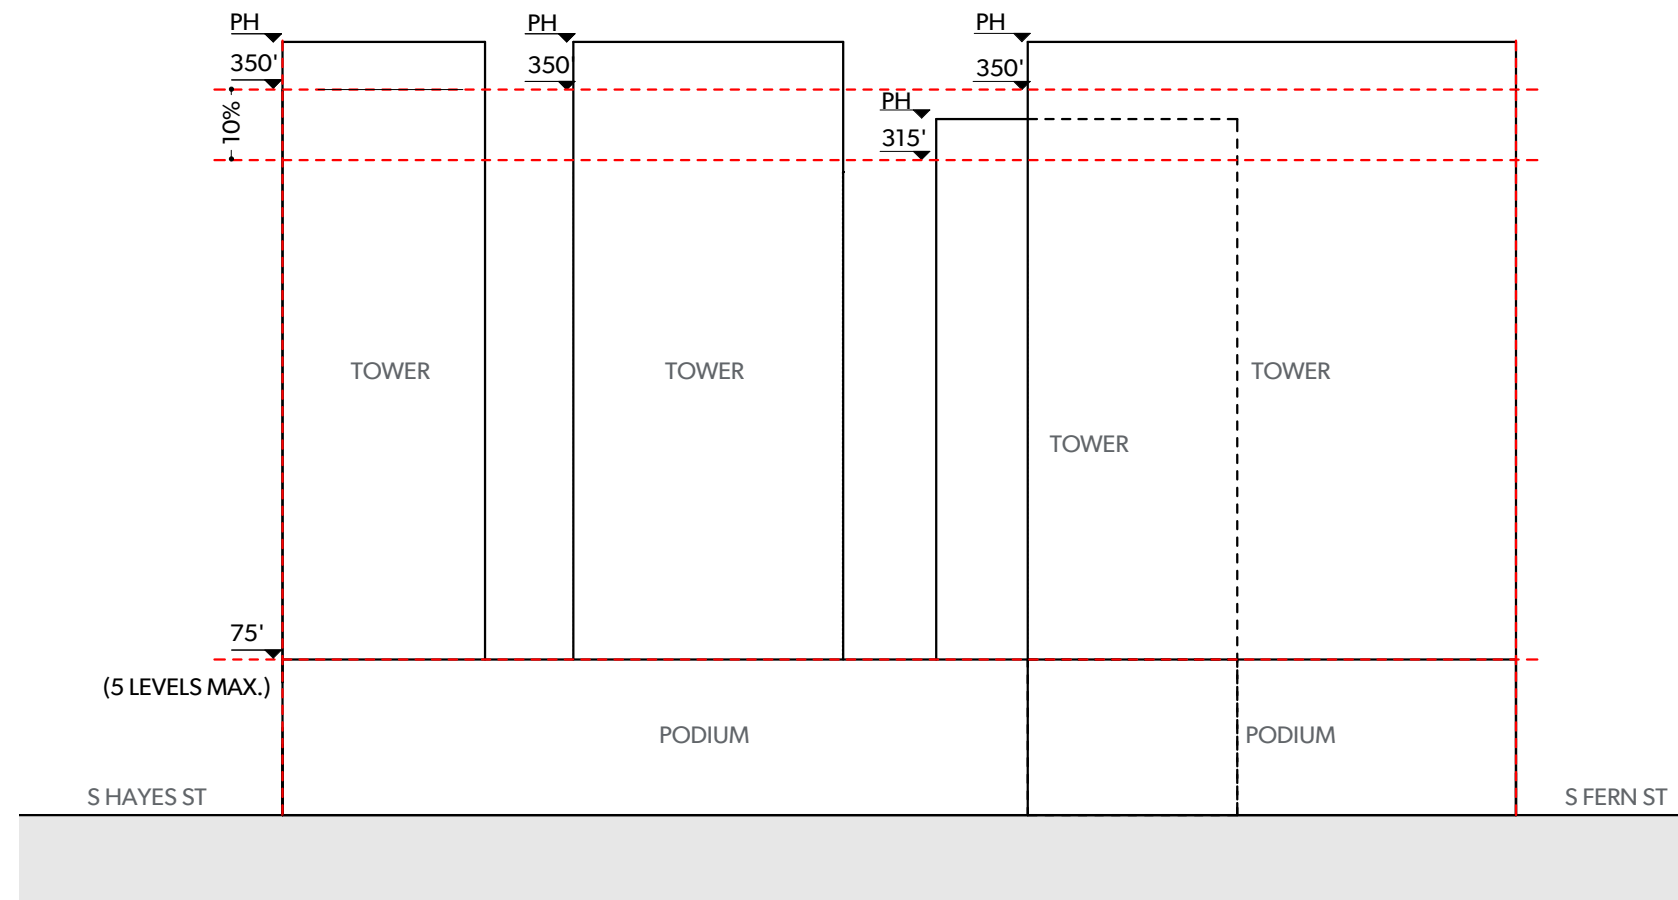 PH
PH
PH
350'
350
350'
10%
PH
315'
TOWER
TOWER
TOWER
TOWER
75'
(5 LEVELS MAX.)
PODIUM
PODIUM
S HAYES ST
S FERN ST